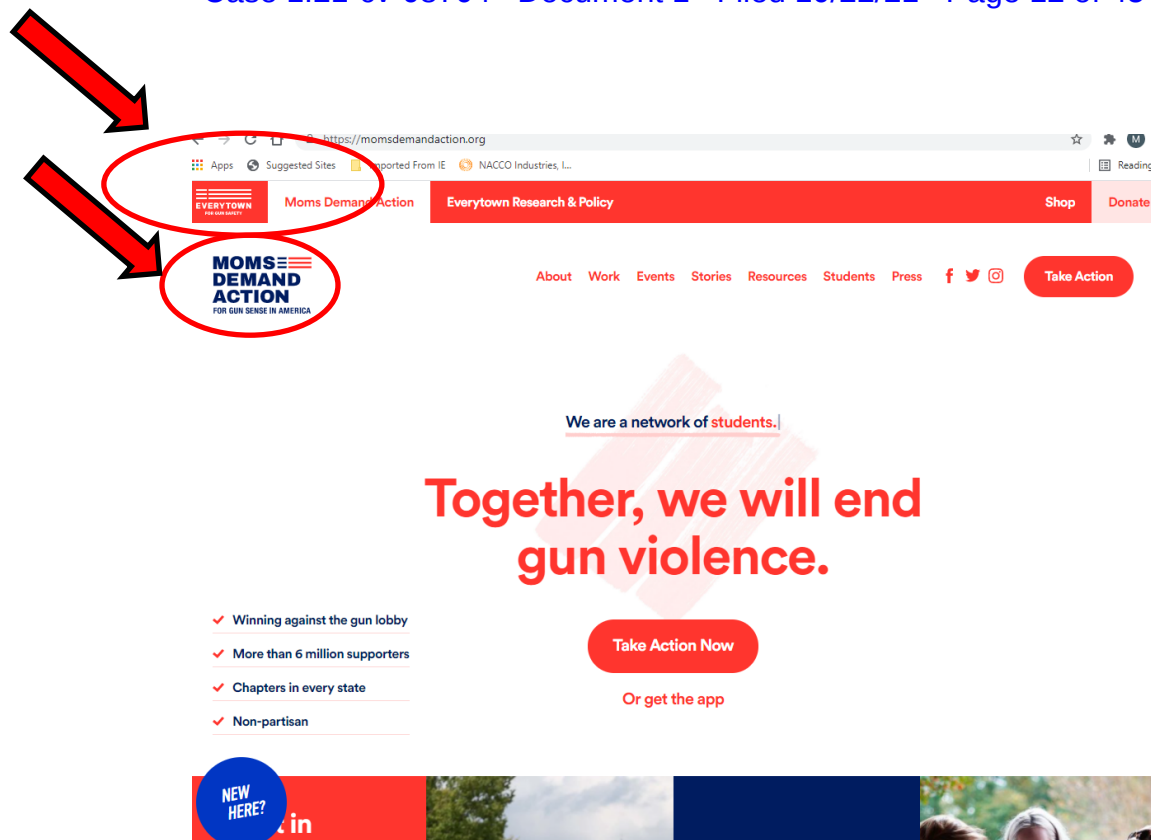 https://momsdemandaction.org
M
Apps Suggested Sites Imported From IE NACCO Industries, I... Reading
EVERYTOWN
FOR GUN SAFETY
Moms Demand Action Everytown Research & Policy Shop Donate
MOMS
DEMAND
ACTION
FOR GUN SENSE IN AMERICA
About Work Events Stories Resources Students Press Take Action
We are a network of students.
Together, we will end
gun violence.
Winning against the gun lobby
More than 6 million supporters
Chapters in every state
Non-partisan
Take Action Now
Or get the app
NEW
HERE?
in